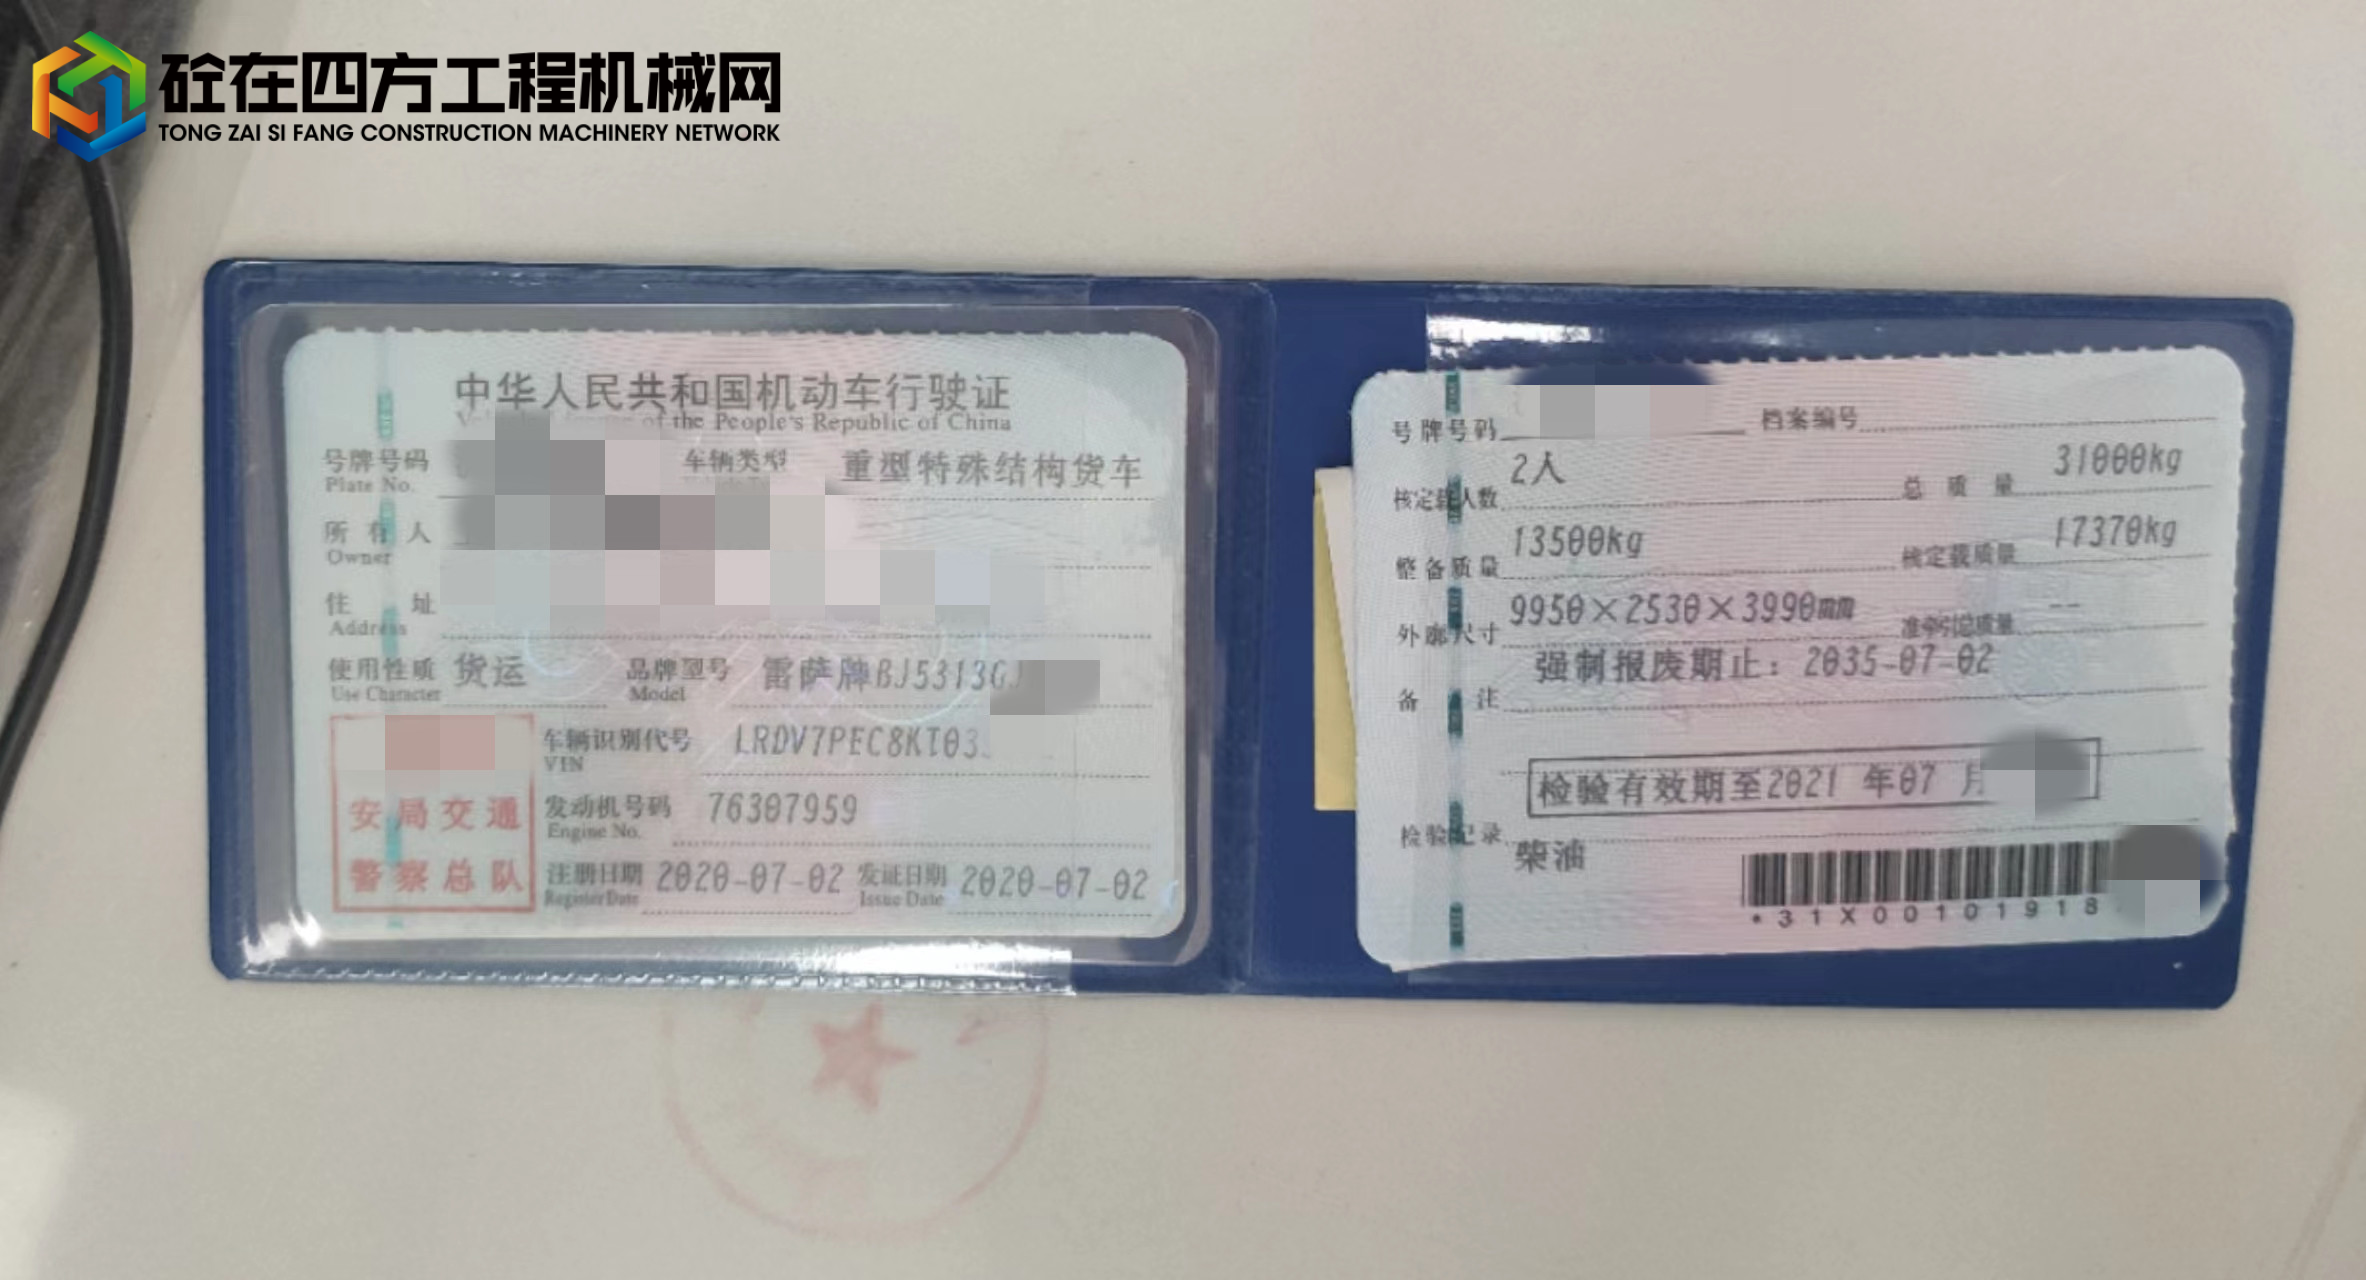 砼在四方工程机械网
TONG ZAI SI FANG CONSTRUCTION MACHINERY NETWORK
中华人民共和国机动车行驶证
of the People's Republic of China
号牌号码 车辆类型 重型特殊结构货车
Plate No.
所有人
Owner
住址
Address
使用性质 货运 品牌型号 雷萨牌BJ5313GJ
Use Character Model
车辆识别代号 LRDV7PEC8KT03
VIN
安局交通
警察总队
发动机号码 76307959
Engine No.
注册日期 2020-07-02 发证日期 2020-07-02
Register Date Issue Date
号牌号码 档案编号
核定载人数 2人 总质量 31000kg
整备质量 13500kg 核定载质量 17370kg
外廓尺寸 9950×2530×3990mm 准牵引总质量 --
备注 强制报废期止：2035-07-02
检验有效期至2021 年07 月
检验记录
柴油
*31X00101918